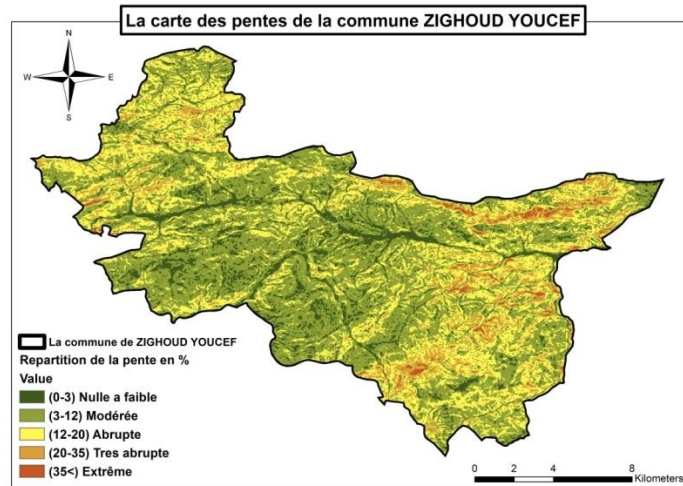 La carte des pentes de la commune ZIGHOUD YOUCEF
N
W E
S
La commune de ZIGHOUD YOUCEF
Repartition de la pente en %
Value
(0-3) Nulle a faible
(3-12) Modérée
(12-20) Abrupte
(20-35) Tres abrupte
(35<) Extrême
0 2 4 8
Kilometers